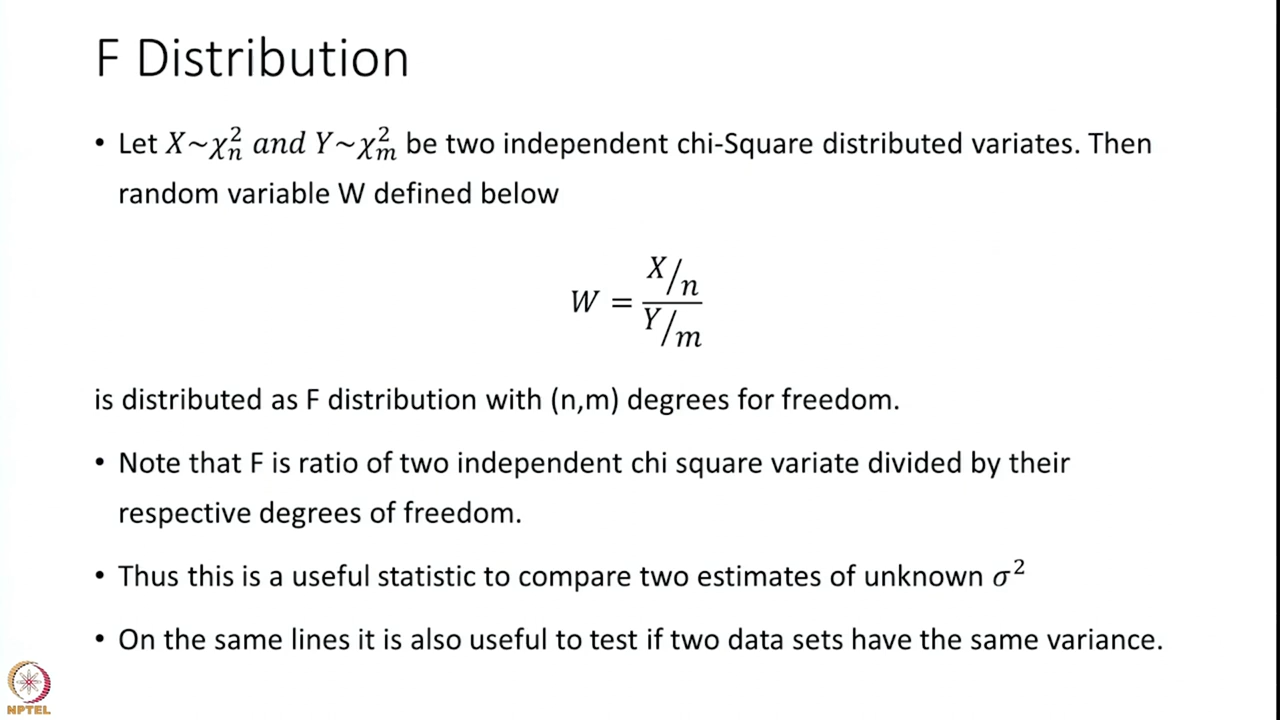 F Distribution
• Let X~χ²ₙ and Y~χ²ₘ be two independent chi-Square distributed variates. Then
random variable W defined below
W = (X/n)/(Y/m)
is distributed as F distribution with (n,m) degrees for freedom.
• Note that F is ratio of two independent chi square variate divided by their
respective degrees of freedom.
• Thus this is a useful statistic to compare two estimates of unknown σ²
• On the same lines it is also useful to test if two data sets have the same variance.
NPTEL